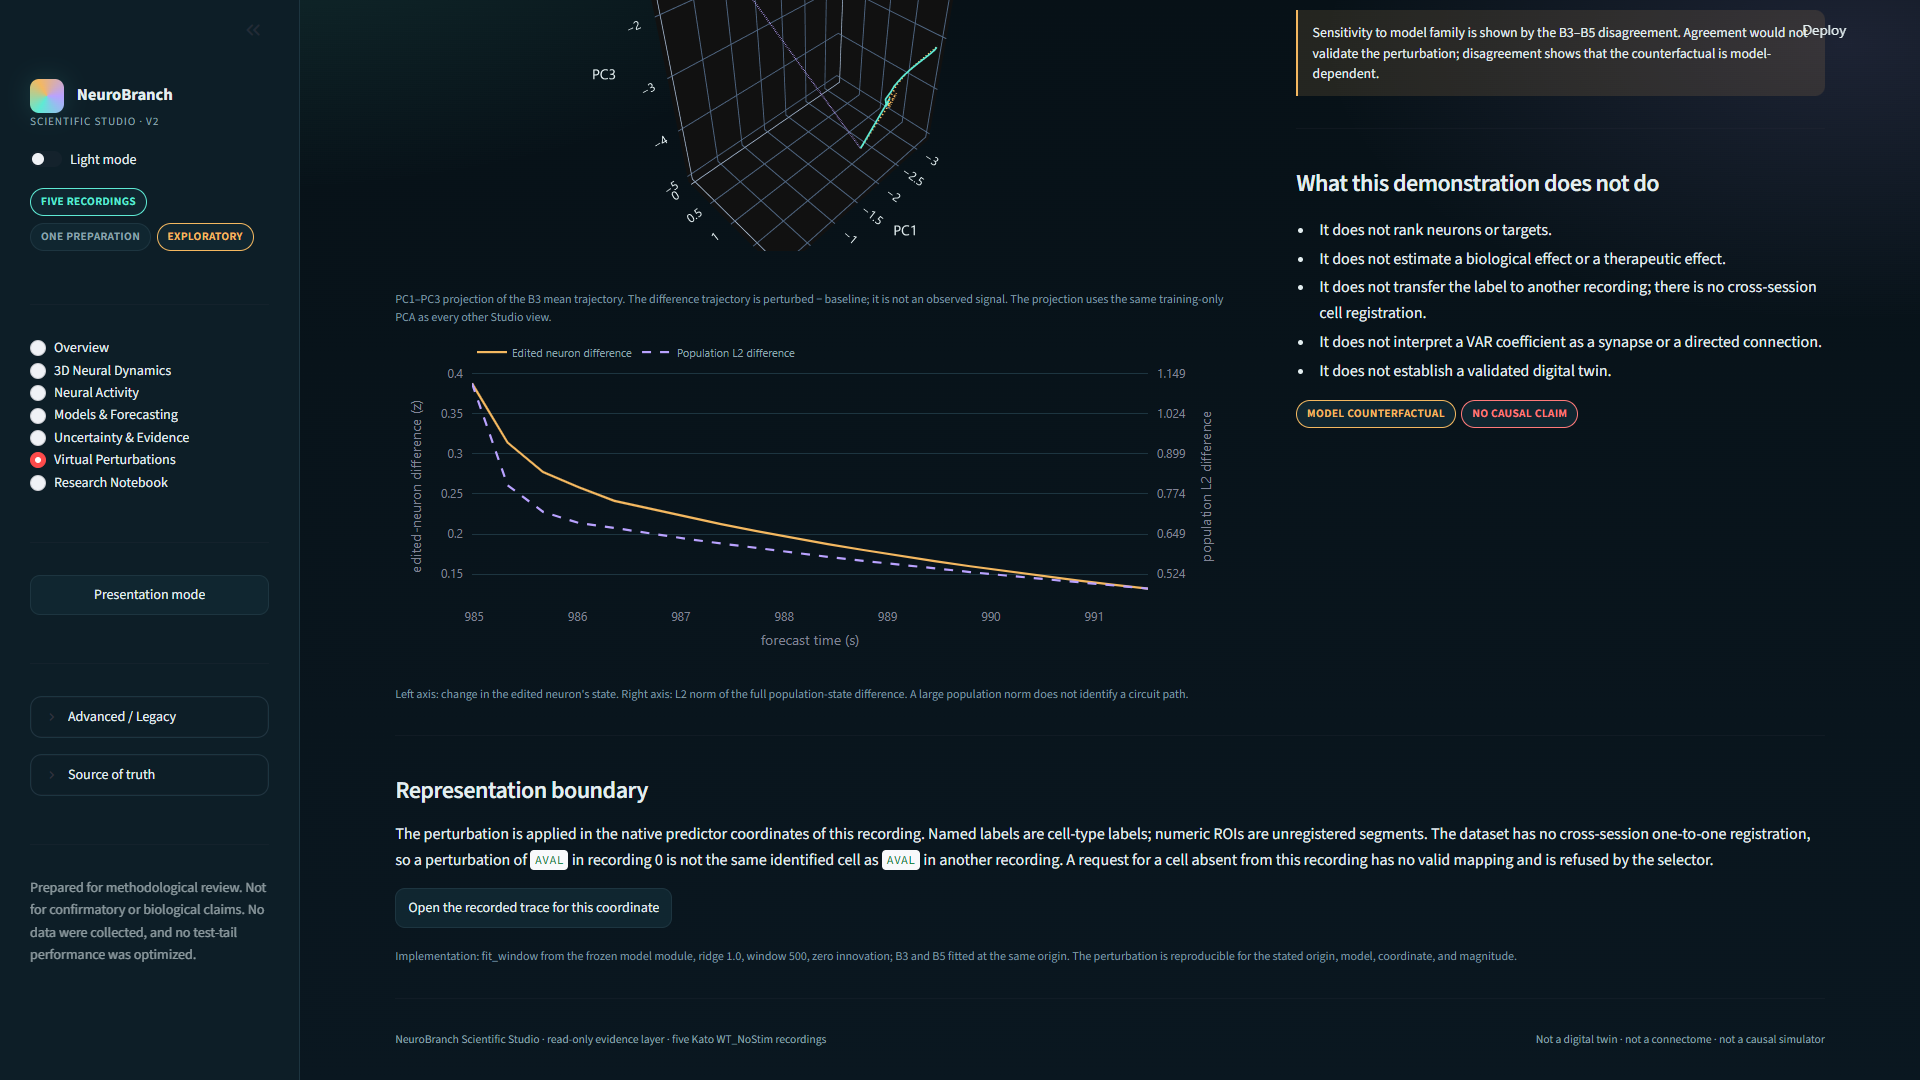 NeuroBranch
SCIENTIFIC STUDIO · V2
Light mode
FIVE RECORDINGS
ONE PREPARATION
EXPLORATORY
Overview
3D Neural Dynamics
Neural Activity
Models & Forecasting
Uncertainty & Evidence
Virtual Perturbations
Research Notebook
Presentation mode
Advanced / Legacy
Source of truth
Prepared for methodological review. Not
for confirmatory or biological claims. No
data were collected, and no test-tail
performance was optimized.
−2
PC3
−3
−4
−5
0
0.5
1
−3
−2.5
−2
−1.5
−1
PC1
PC1–PC3 projection of the B3 mean trajectory. The difference trajectory is perturbed − baseline; it is not an observed signal. The projection uses the same training-only
PCA as every other Studio view.
Edited neuron difference
Population L2 difference
0.4
0.35
0.3
0.25
0.2
0.15
edited-neuron difference (z)
1.149
1.024
0.899
0.774
0.649
0.524
population L2 difference
985
986
987
988
989
990
991
forecast time (s)
Left axis: change in the edited neuron's state. Right axis: L2 norm of the full population-state difference. A large population norm does not identify a circuit path.
Deploy
Sensitivity to model family is shown by the B3–B5 disagreement. Agreement would not
validate the perturbation; disagreement shows that the counterfactual is model-
dependent.
What this demonstration does not do
• It does not rank neurons or targets.
• It does not estimate a biological effect or a therapeutic effect.
• It does not transfer the label to another recording; there is no cross-session
cell registration.
• It does not interpret a VAR coefficient as a synapse or a directed connection.
• It does not establish a validated digital twin.
MODEL COUNTERFACTUAL
NO CAUSAL CLAIM
Representation boundary
The perturbation is applied in the native predictor coordinates of this recording. Named labels are cell-type labels; numeric ROIs are unregistered segments. The dataset has no cross-session one-to-one registration,
so a perturbation of AVAL in recording 0 is not the same identified cell as AVAL in another recording. A request for a cell absent from this recording has no valid mapping and is refused by the selector.
Open the recorded trace for this coordinate
Implementation: fit_window from the frozen model module, ridge 1.0, window 500, zero innovation; B3 and B5 fitted at the same origin. The perturbation is reproducible for the stated origin, model, coordinate, and magnitude.
NeuroBranch Scientific Studio · read-only evidence layer · five Kato WT_NoStim recordings
Not a digital twin · not a connectome · not a causal simulator